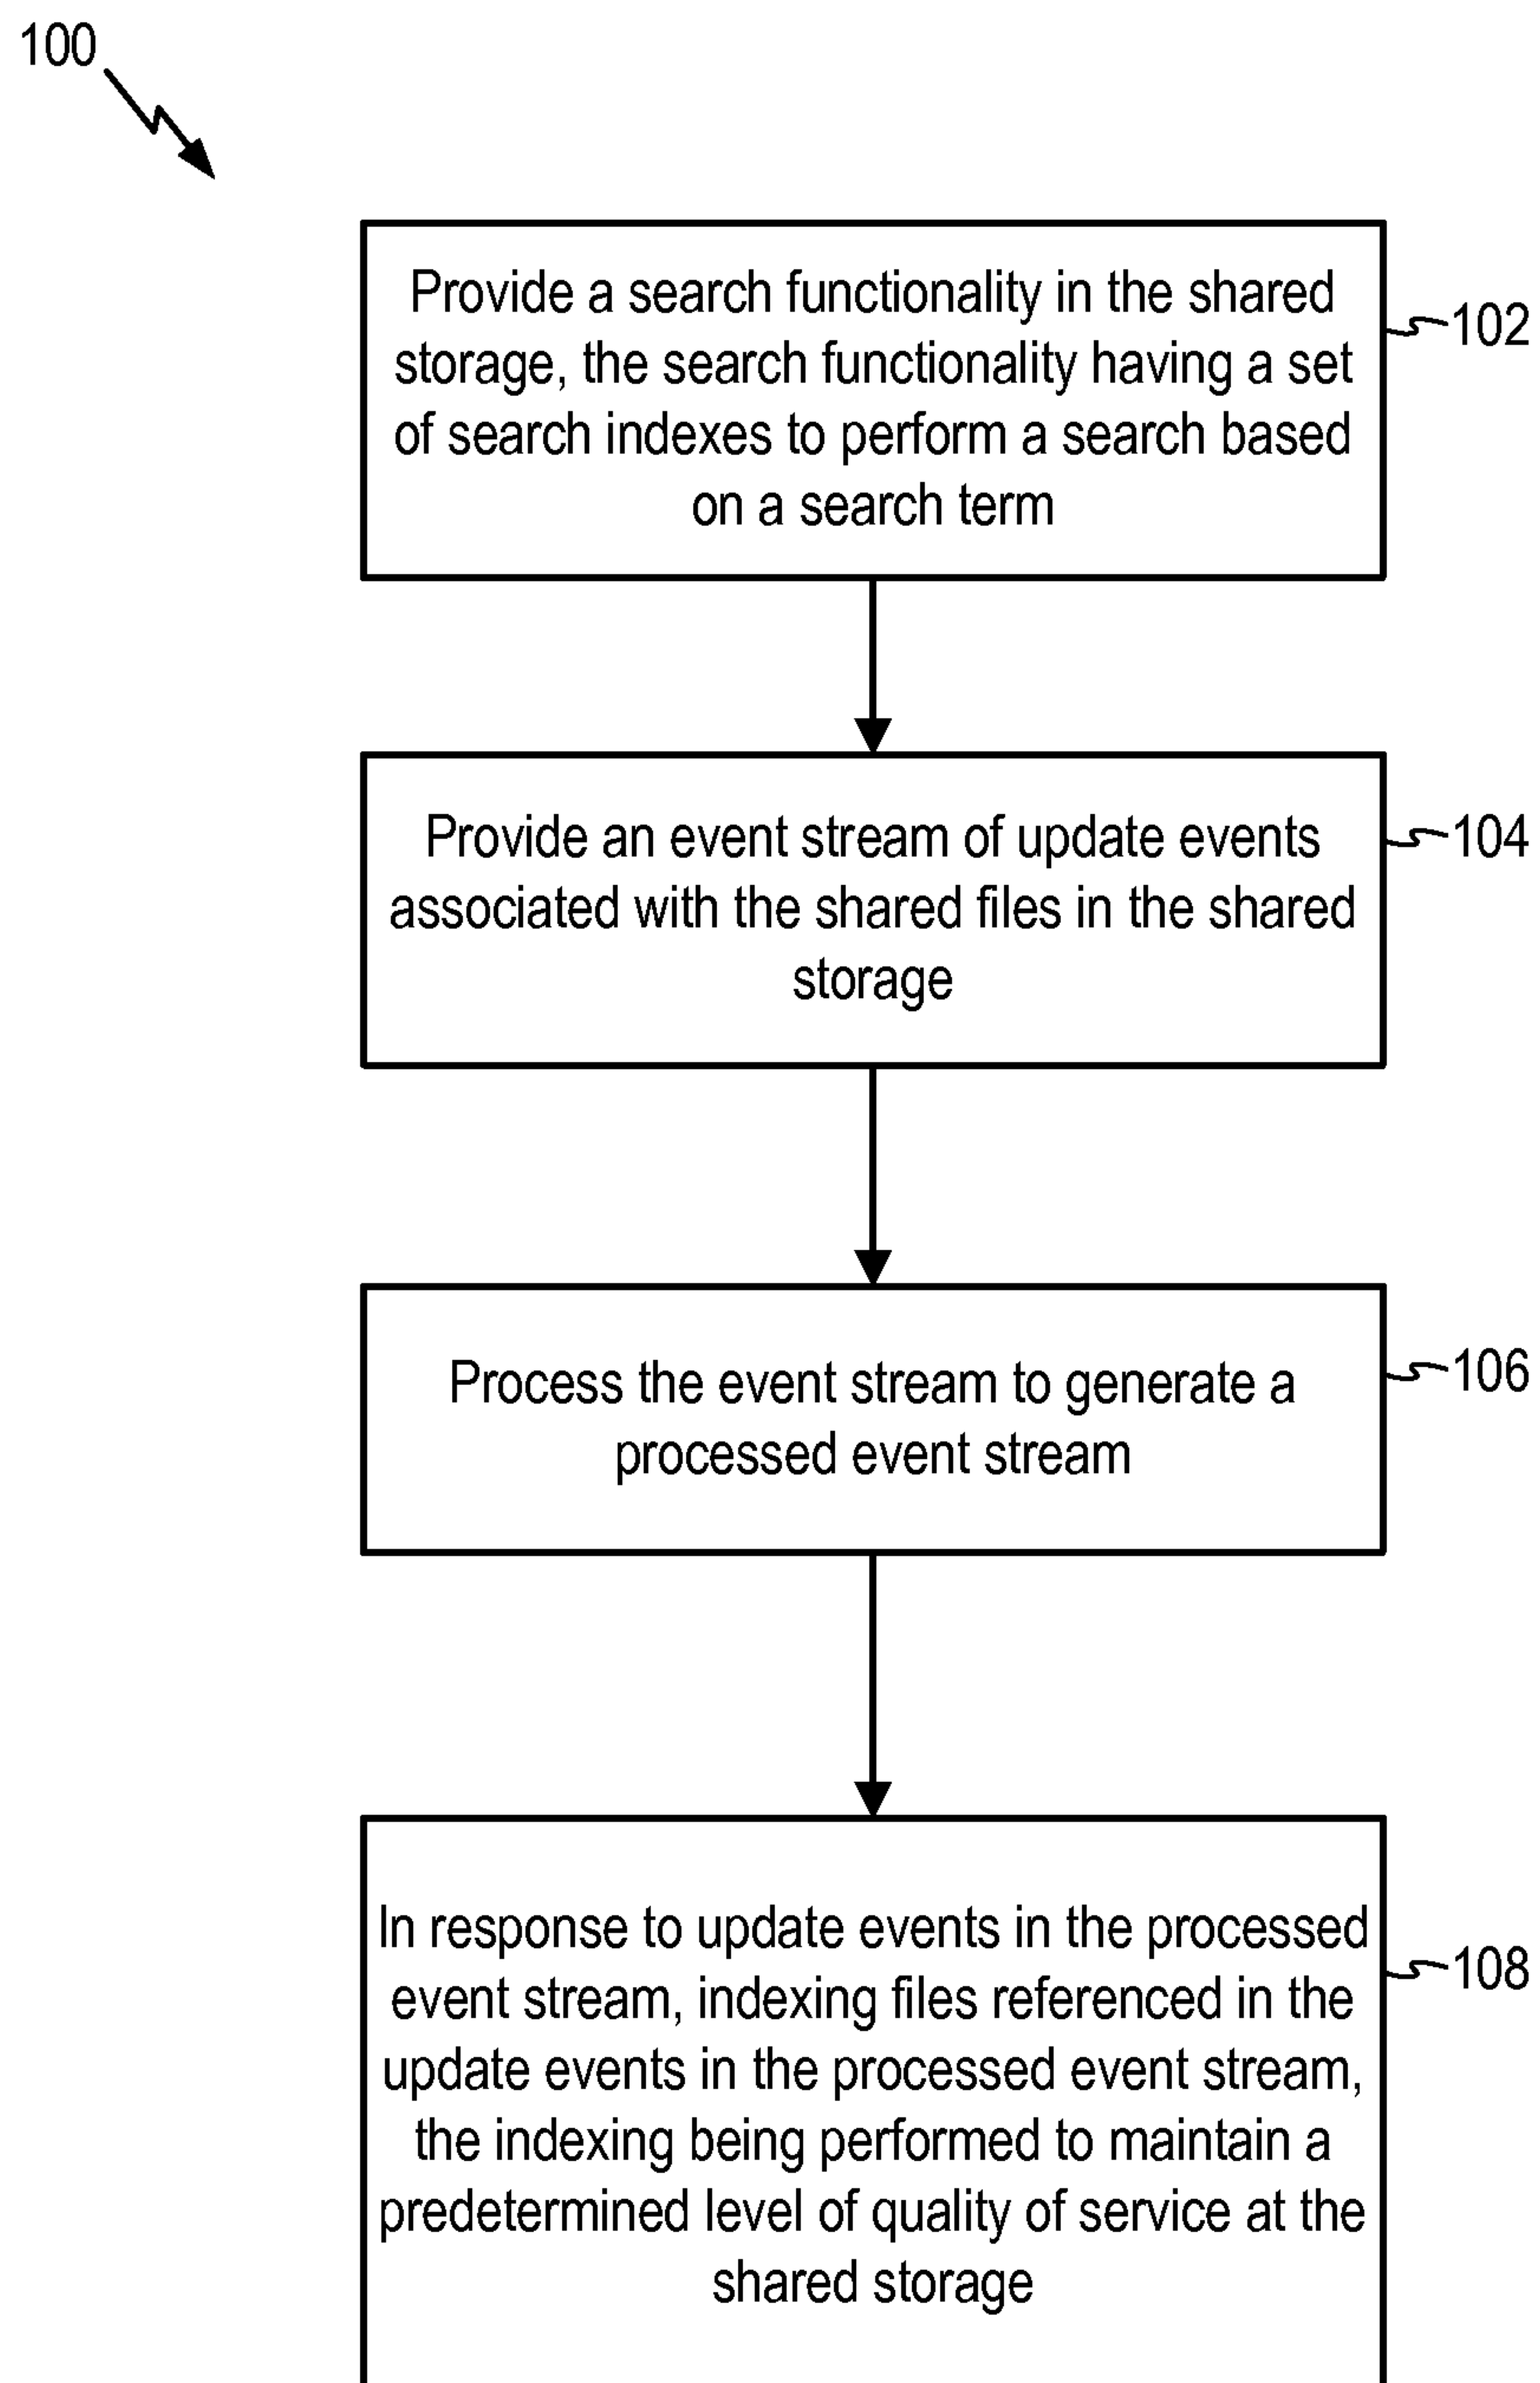 100
Provide a search functionality in the shared
storage, the search functionality having a set
of search indexes to perform a search based
on a search term
102
Provide an event stream of update events
associated with the shared files in the shared
storage
104
Process the event stream to generate a
processed event stream
106
In response to update events in the processed
event stream, indexing files referenced in the
update events in the processed event stream,
the indexing being performed to maintain a
predetermined level of quality of service at the
shared storage
108